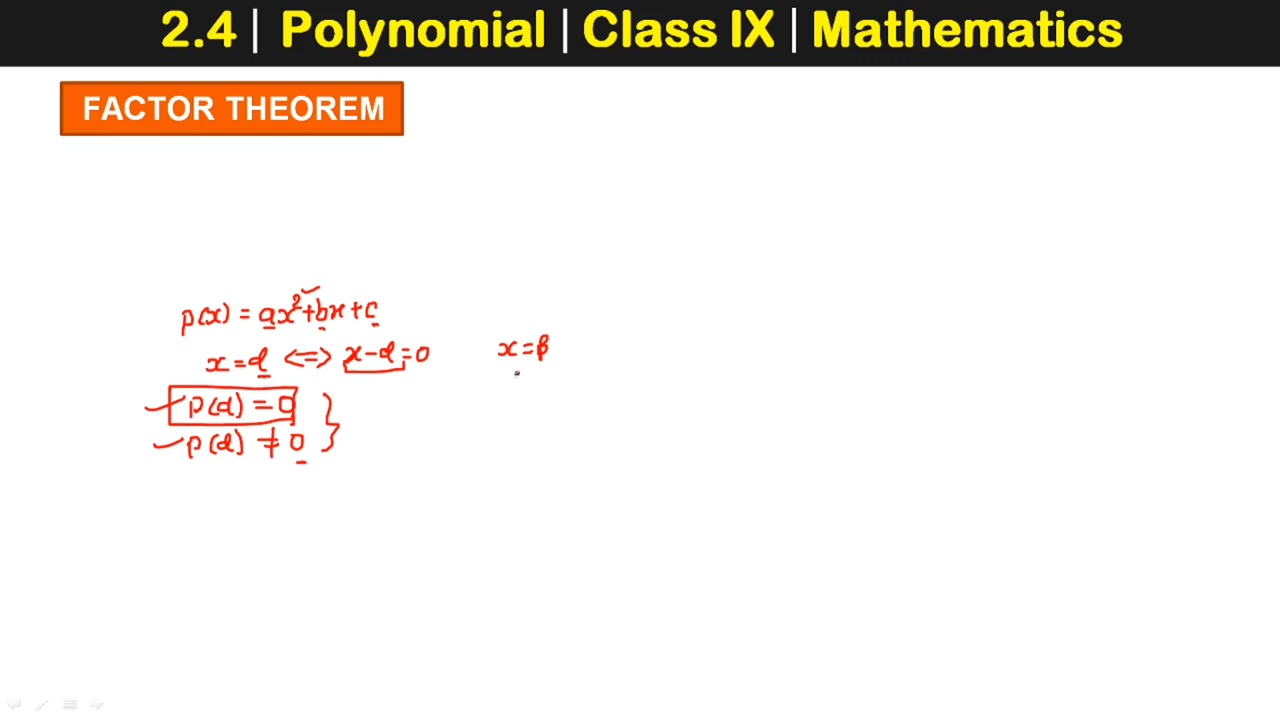 2.4 | Polynomial | Class IX | Mathematics
FACTOR THEOREM
p(x) = ax²+bx+c
x=α <=> x-α=0
x=β
p(α) = 0
p(α) ≠ 0